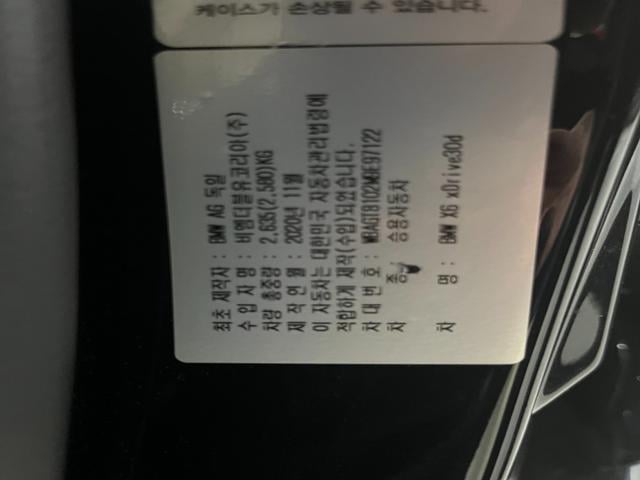 케이스가 손상될 수 있습니다.
최초 제작자 : BMW AG 독일
수 입 자 명 : 비엠더블유코리아(주)
차량 총중량 : 2,635(2,580)KG
제 작 연 월 : 2020년 11월
이 자동차는 대한민국 자동차관리법령에
적합하게 제작(수입)되었습니다.
차 대 번 호 : WBAGT8102M9E97122
차 종 : 승용자동차
차 명 : BMW X6 xDrive30d